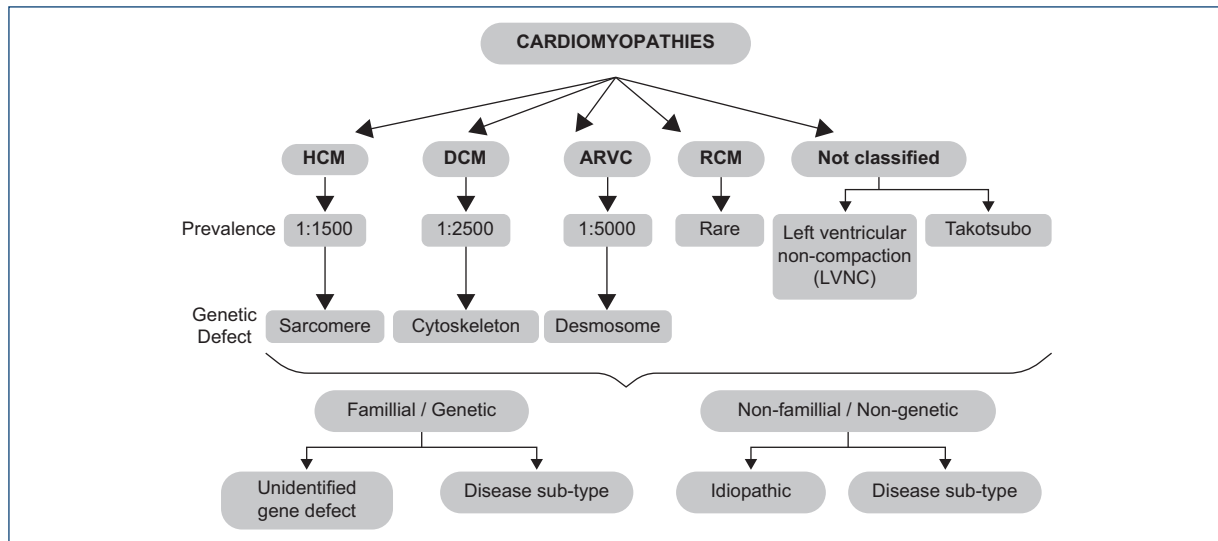 CARDIOMYOPATHIES
HCM
DCM
ARVC
RCM
Not classified
Prevalence
1:1500
1:2500
1:5000
Rare
Left ventricular
non-compaction
(LVNC)
Takotsubo
Genetic
Defect
Sarcomere
Cytoskeleton
Desmosome
Famillial / Genetic
Non-famillial / Non-genetic
Unidentified
gene defect
Disease sub-type
Idiopathic
Disease sub-type